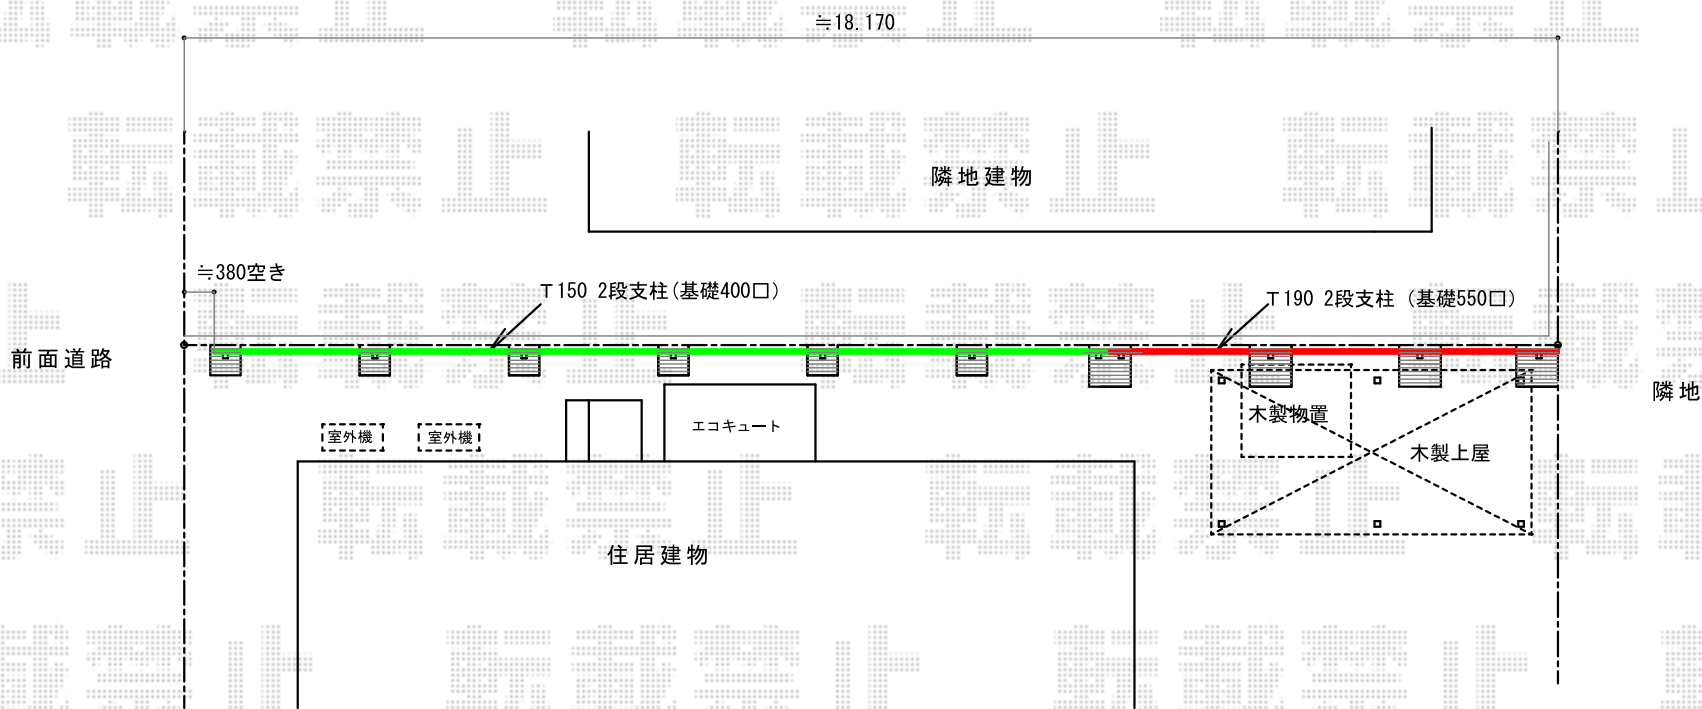 ≒18.170
転載禁止
隣地建物
≒380空き
T150 2段支柱(基礎400口)
T190 2段支柱 (基礎550口)
前面道路
隣地
木製物置
木製上屋
室外機
室外機
エコキュート
住居建物